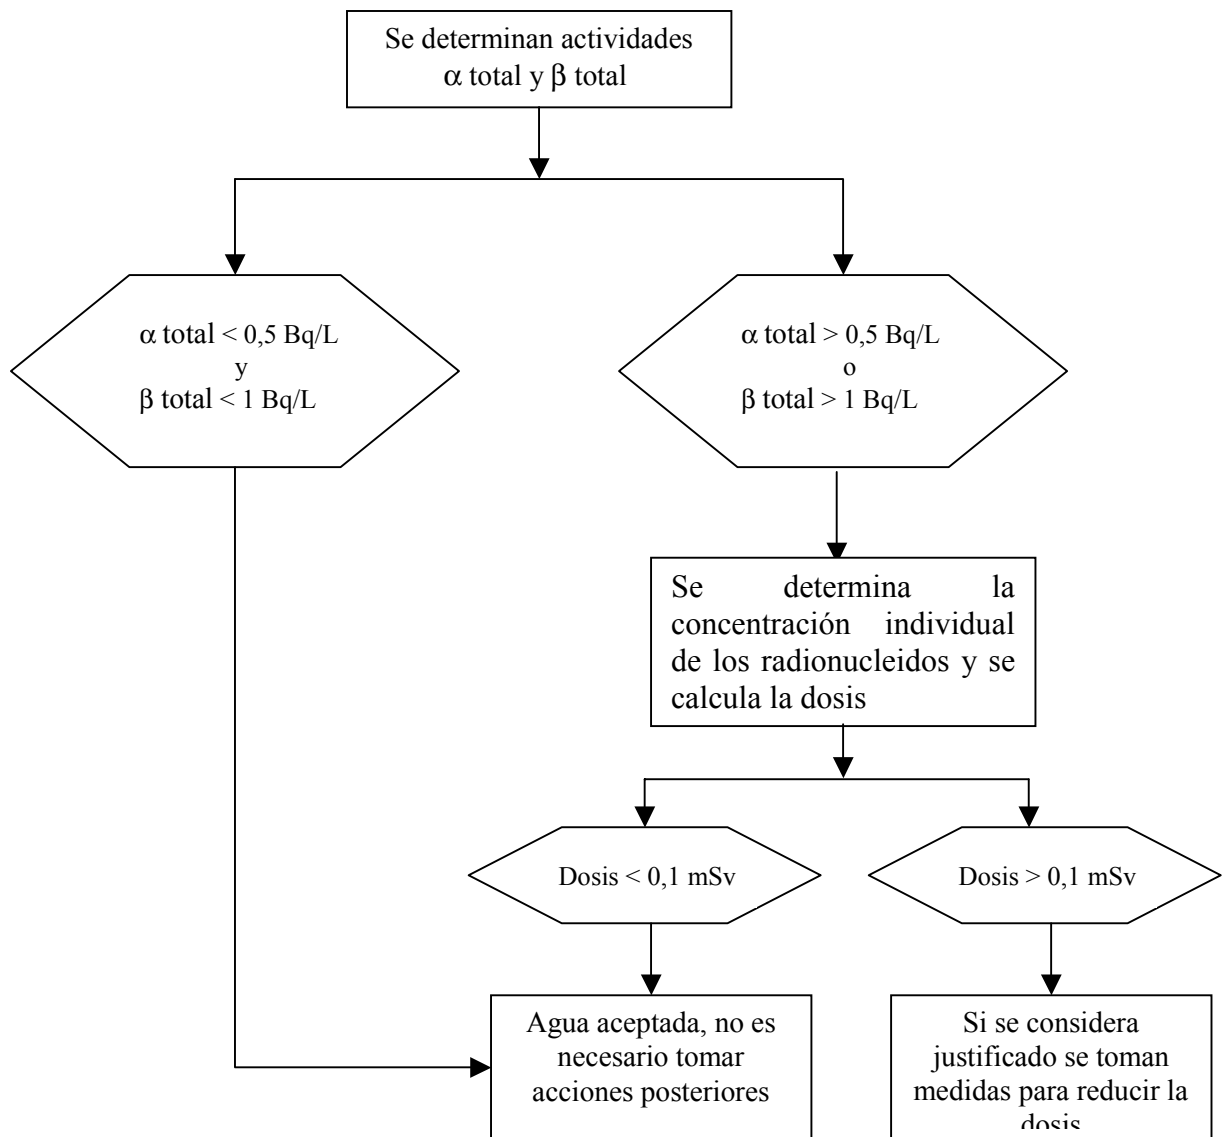 Se determinan actividades
α total y β total
α total < 0,5 Bq/L
y
β total < 1 Bq/L
α total > 0,5 Bq/L
o
β total > 1 Bq/L
Se determina la
concentración individual
de los radionucleidos y se
calcula la dosis
Dosis < 0,1 mSv
Dosis > 0,1 mSv
Agua aceptada, no es
necesario tomar
acciones posteriores
Si se considera
justificado se toman
medidas para reducir la
dosis